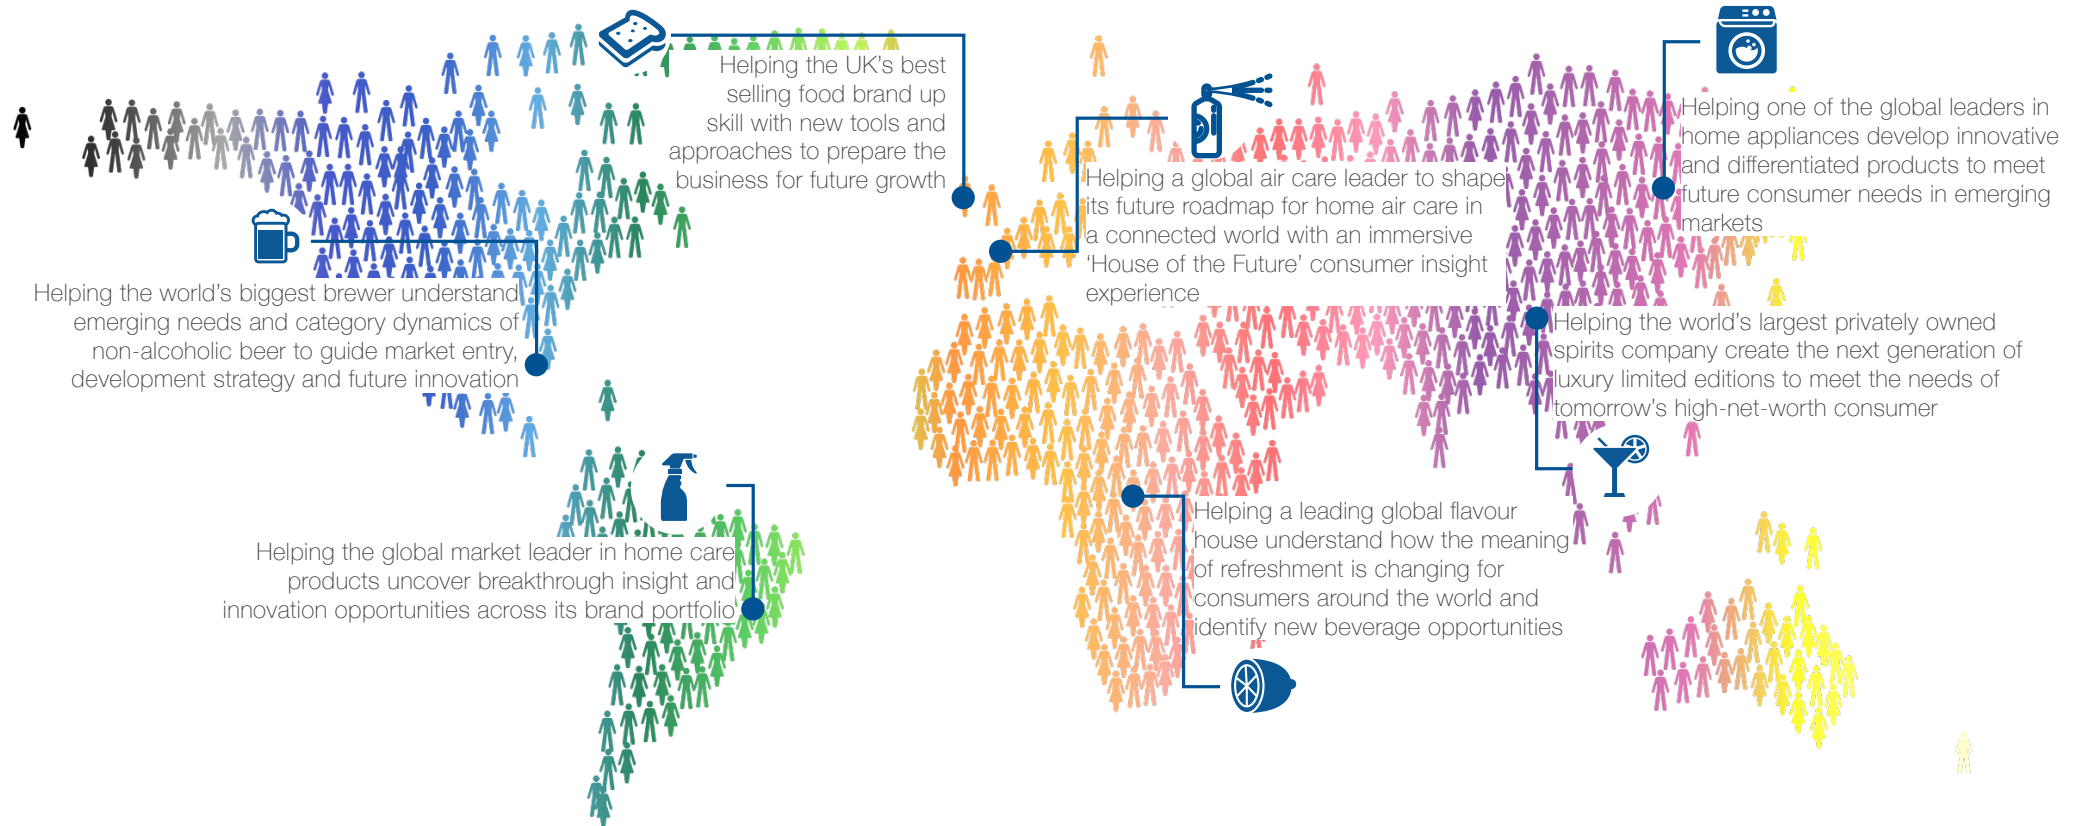 Helping the UK’s best
selling food brand up
skill with new tools and
approaches to prepare the
business for future growth
Helping one of the global leaders in
home appliances develop innovative
and differentiated products to meet
future consumer needs in emerging
markets
Helping a global air care leader to shape
its future roadmap for home air care in
a connected world with an immersive
‘House of the Future’ consumer insight
experience
Helping the world’s biggest brewer understand
emerging needs and category dynamics of
non-alcoholic beer to guide market entry,
development strategy and future innovation
Helping the world’s largest privately owned
spirits company create the next generation of
luxury limited editions to meet the needs of
tomorrow’s high-net-worth consumer
Helping the global market leader in home care
products uncover breakthrough insight and
innovation opportunities across its brand portfolio
Helping a leading global flavour
house understand how the meaning
of refreshment is changing for
consumers around the world and
identify new beverage opportunities